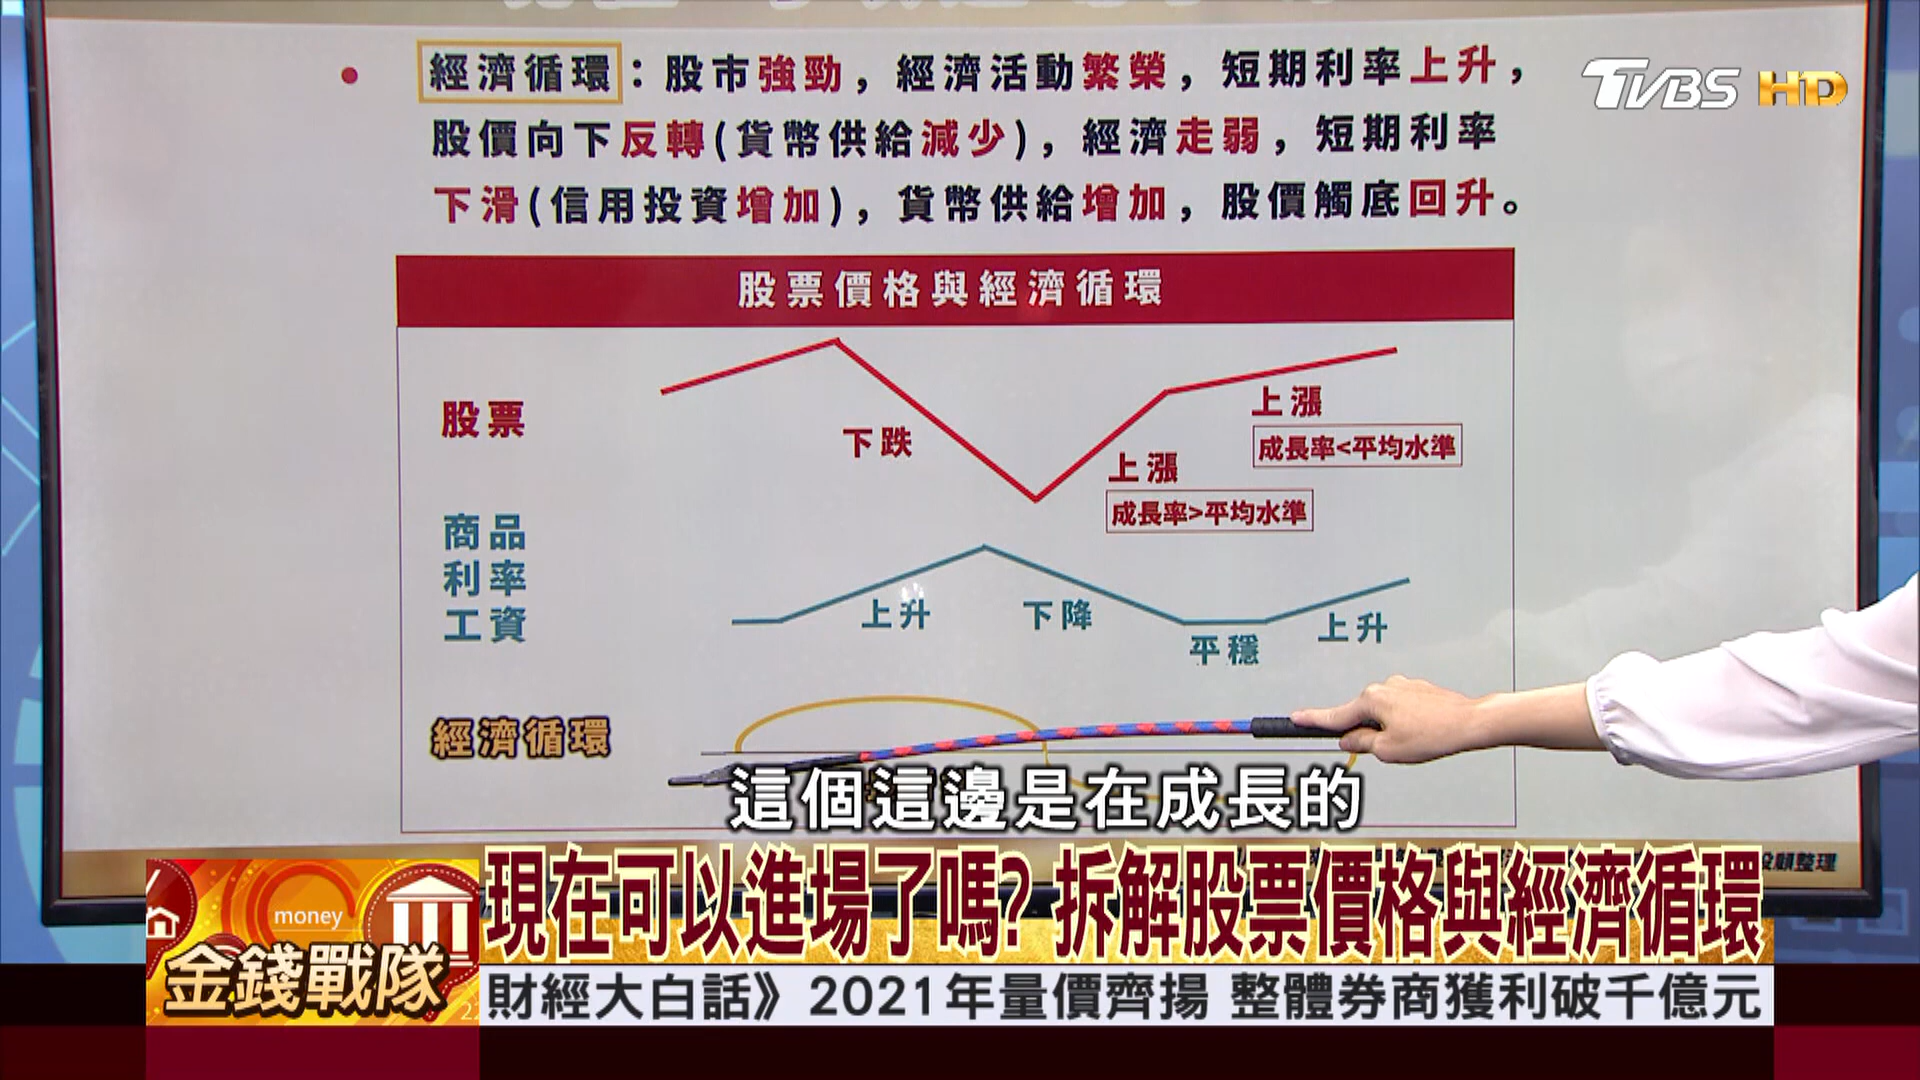 經濟循環：股市強勁，經濟活動繁榮，短期利率上升，
股價向下反轉(貨幣供給減少)，經濟走弱，短期利率
下滑(信用投資增加)，貨幣供給增加，股價觸底回升。
TVBS HD
股票價格與經濟循環
股票
下跌
上漲
成長率>平均水準
上漲
成長率<平均水準
商品
利率
工資
上升
下降
平穩
上升
經濟循環
這個這邊是在成長的
投顧整理
money
金錢戰隊
現在可以進場了嗎? 拆解股票價格與經濟循環
財經大白話》2021年量價齊揚 整體券商獲利破千億元